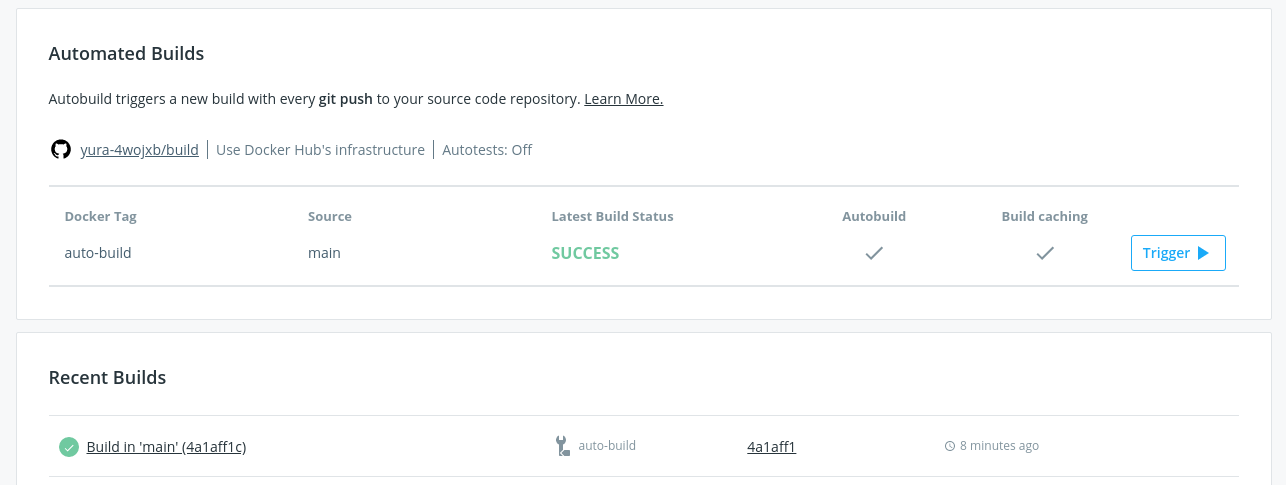 Automated Builds
Autobuild triggers a new build with every git push to your source code repository. Learn More.
yura-4wojxb/build | Use Docker Hub's infrastructure | Autotests: Off
Docker Tag Source Latest Build Status Autobuild Build caching
auto-build main SUCCESS Trigger
Recent Builds
Build in 'main' (4a1aff1c) auto-build 4a1aff1 8 minutes ago